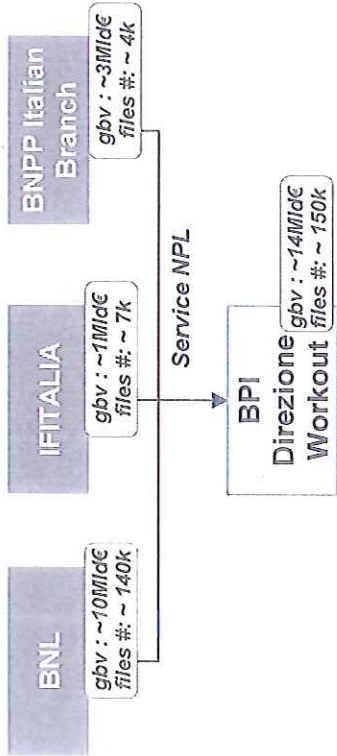 BNL
gbv : ~10Mld€
files #: ~ 140k
IFITALIA
gbv : ~1Mld€
files #: ~ 7k
BNPP Italian
Branch
gbv : ~3Mld€
files #: ~ 4k
Service NPL
BPI
Direzione
Workout
gbv : ~14Mld€
files #: ~ 150k